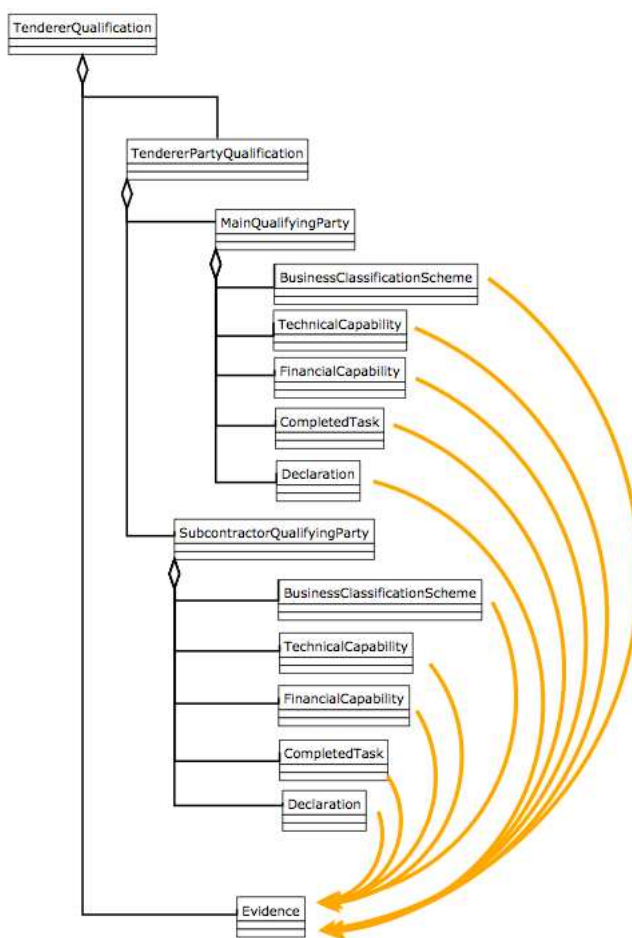 TendererQualification
TendererPartyQualification
MainQualifyingParty
BusinessClassificationScheme
TechnicalCapability
FinancialCapability
CompletedTask
Declaration
SubcontractorQualifyingParty
BusinessClassificationScheme
TechnicalCapability
FinancialCapability
CompletedTask
Declaration
Evidence